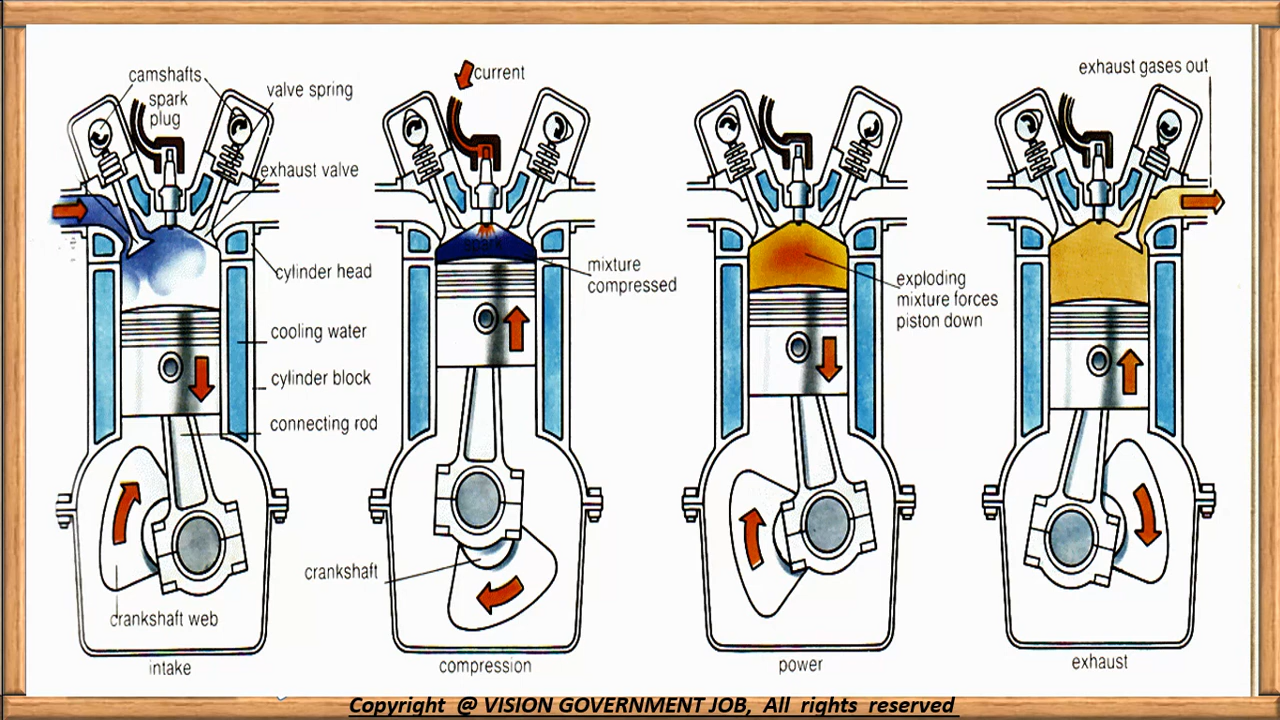 camshafts
spark
plug
valve spring
exhaust valve
cylinder head
cooling water
cylinder block
connecting rod
crankshaft web
intake
current
spark
mixture
compressed
crankshaft
compression
exploding
mixture forces
piston down
power
exhaust gases out
exhaust
Copyright @ VISION GOVERNMENT JOB, All rights reserved